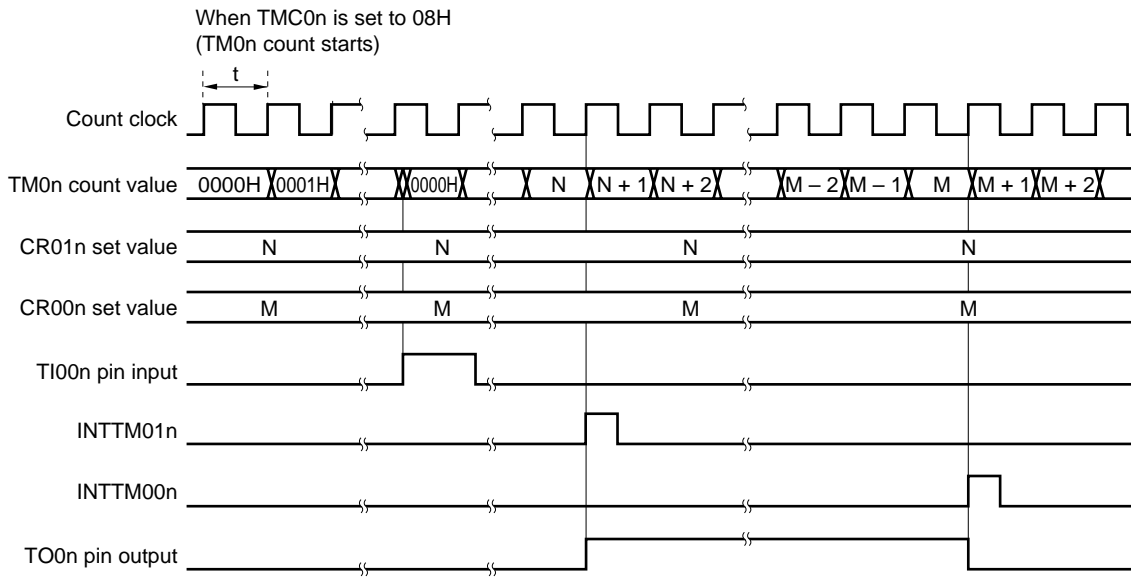 When TMC0n is set to 08H
(TM0n count starts)
t
Count clock
TM0n count value 0000H 0001H 0000H N N + 1 N + 2 M – 2 M – 1 M M + 1 M + 2
CR01n set value N N N N
CR00n set value M M M M
TI00n pin input
INTTM01n
INTTM00n
TO0n pin output